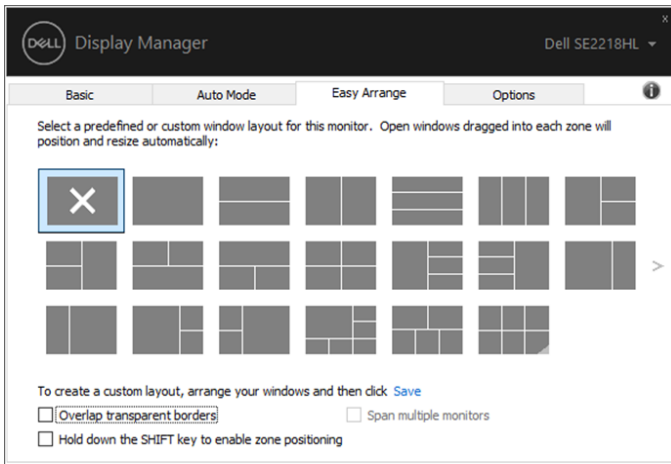 x
DELL Display Manager
Dell SE2218HL
Basic
Auto Mode
Easy Arrange
Options
i
Select a predefined or custom window layout for this monitor. Open windows dragged into each zone will
position and resize automatically:
>
To create a custom layout, arrange your windows and then click Save
Overlap transparent borders
Span multiple monitors
Hold down the SHIFT key to enable zone positioning